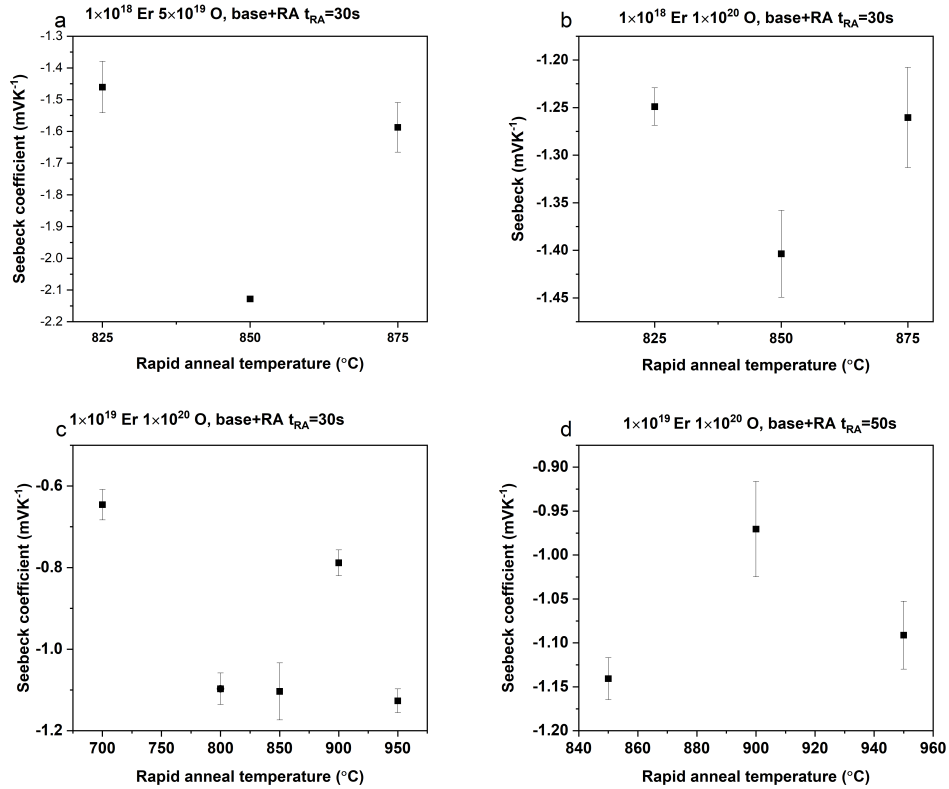 a
1×10¹⁸ Er 5×10¹⁹ O, base+RA t_RA=30s
Seebeck coefficient (mVK⁻¹)
-1.3
-1.4
-1.5
-1.6
-1.7
-1.8
-1.9
-2.0
-2.1
-2.2
825 850 875
Rapid anneal temperature (°C)
b
1×10¹⁸ Er 1×10²⁰ O, base+RA t_RA=30s
Seebeck (mVK⁻¹)
-1.20
-1.25
-1.30
-1.35
-1.40
-1.45
825 850 875
Rapid anneal temperature (°C)
c
1×10¹⁹ Er 1×10²⁰ O, base+RA t_RA=30s
Seebeck coefficient (mVK⁻¹)
-0.6
-0.8
-1.0
-1.2
700 750 800 850 900 950
Rapid anneal temperature (°C)
d
1×10¹⁹ Er 1×10²⁰ O, base+RA t_RA=50s
Seebeck coefficient (mVK⁻¹)
-0.90
-0.95
-1.00
-1.05
-1.10
-1.15
-1.20
840 860 880 900 920 940 960
Rapid anneal temperature (°C)